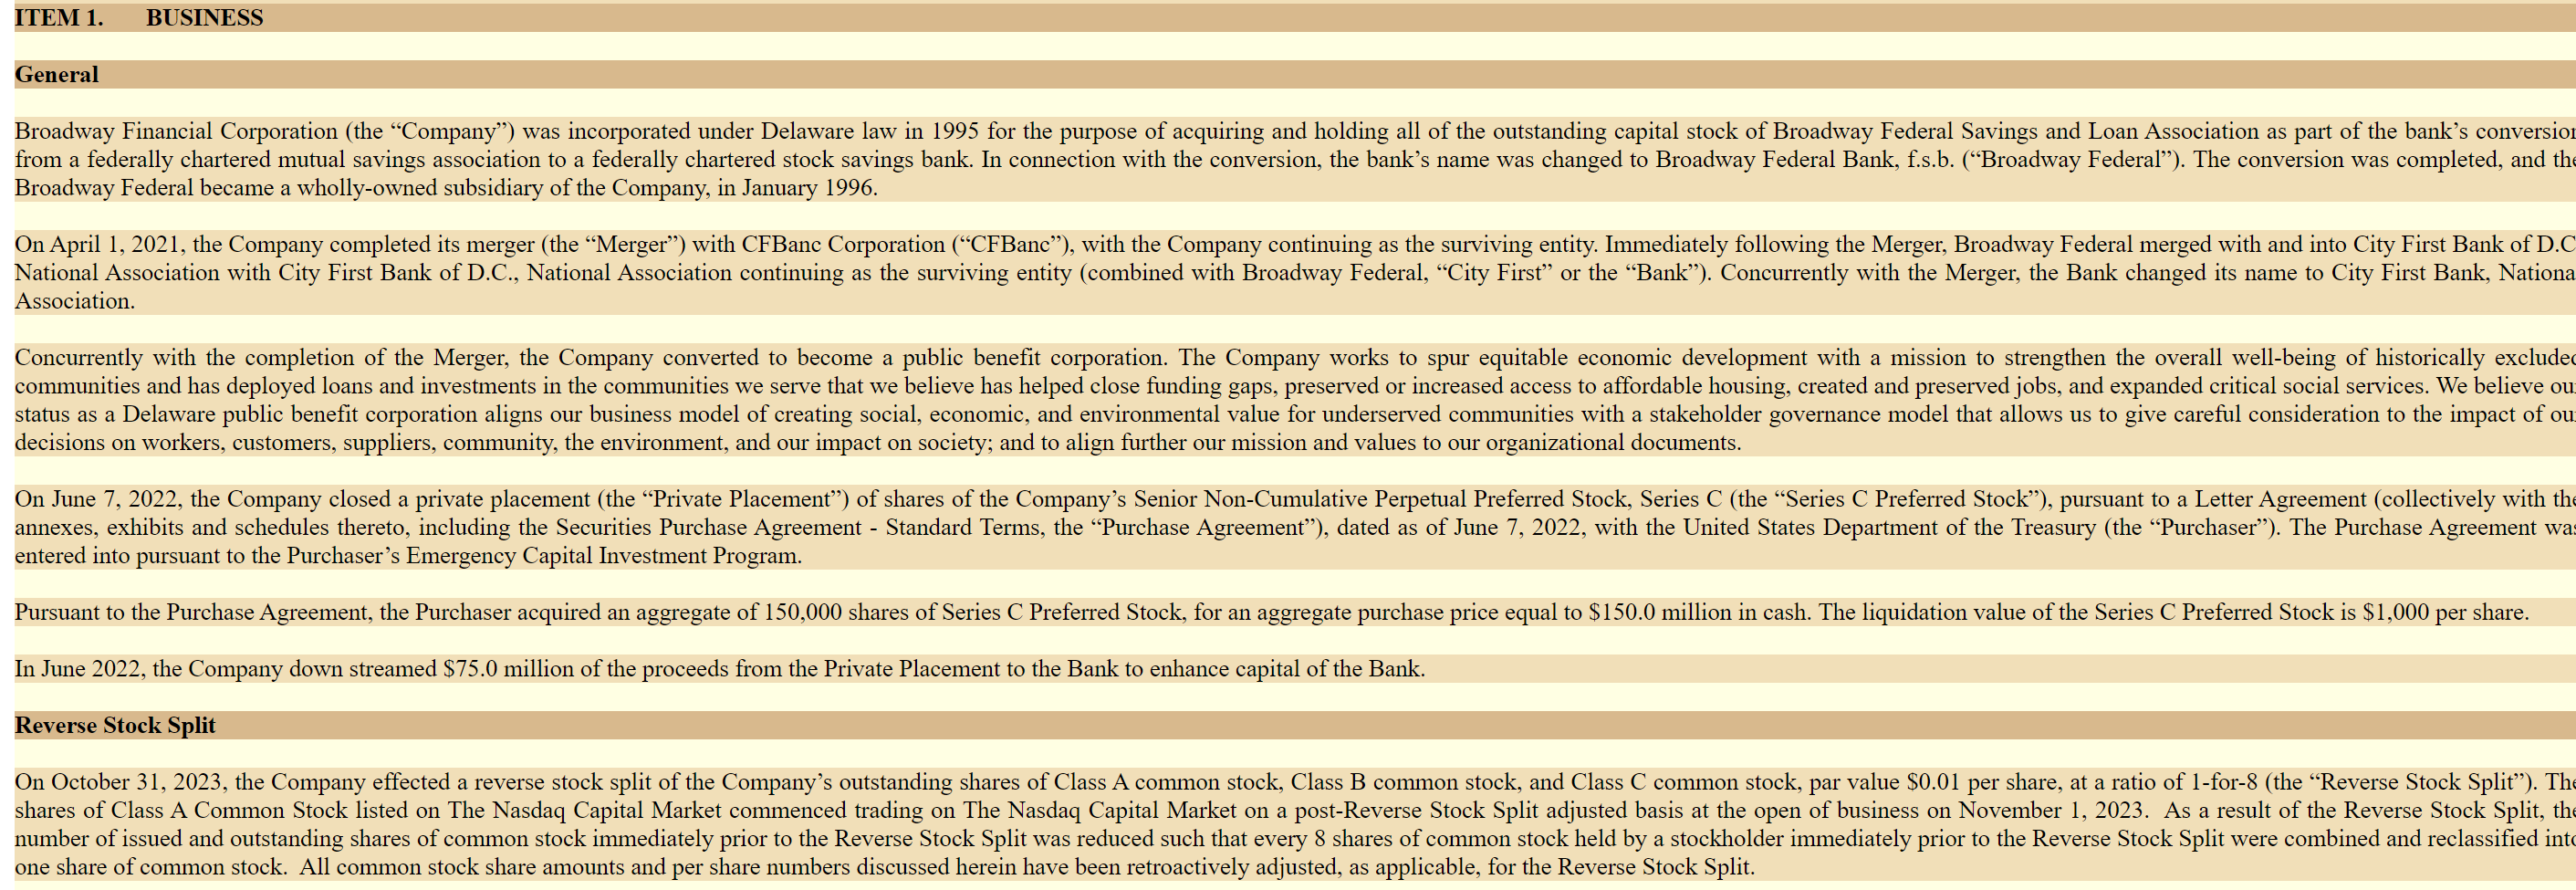 ITEM 1. BUSINESS
General
Broadway Financial Corporation (the “Company”) was incorporated under Delaware law in 1995 for the purpose of acquiring and holding all of the outstanding capital stock of Broadway Federal Savings and Loan Association as part of the bank’s conversion
from a federally chartered mutual savings association to a federally chartered stock savings bank. In connection with the conversion, the bank’s name was changed to Broadway Federal Bank, f.s.b. (“Broadway Federal”). The conversion was completed, and the
Broadway Federal became a wholly-owned subsidiary of the Company, in January 1996.
On April 1, 2021, the Company completed its merger (the “Merger”) with CFBanc Corporation (“CFBanc”), with the Company continuing as the surviving entity. Immediately following the Merger, Broadway Federal merged with and into City First Bank of D.C
National Association with City First Bank of D.C., National Association continuing as the surviving entity (combined with Broadway Federal, “City First” or the “Bank”). Concurrently with the Merger, the Bank changed its name to City First Bank, Nationa
Association.
Concurrently with the completion of the Merger, the Company converted to become a public benefit corporation. The Company works to spur equitable economic development with a mission to strengthen the overall well-being of historically excluded
communities and has deployed loans and investments in the communities we serve that we believe has helped close funding gaps, preserved or increased access to affordable housing, created and preserved jobs, and expanded critical social services. We believe our
status as a Delaware public benefit corporation aligns our business model of creating social, economic, and environmental value for underserved communities with a stakeholder governance model that allows us to give careful consideration to the impact of our
decisions on workers, customers, suppliers, community, the environment, and our impact on society; and to align further our mission and values to our organizational documents.
On June 7, 2022, the Company closed a private placement (the “Private Placement”) of shares of the Company’s Senior Non-Cumulative Perpetual Preferred Stock, Series C (the “Series C Preferred Stock”), pursuant to a Letter Agreement (collectively with the
annexes, exhibits and schedules thereto, including the Securities Purchase Agreement - Standard Terms, the “Purchase Agreement”), dated as of June 7, 2022, with the United States Department of the Treasury (the “Purchaser”). The Purchase Agreement was
entered into pursuant to the Purchaser’s Emergency Capital Investment Program.
Pursuant to the Purchase Agreement, the Purchaser acquired an aggregate of 150,000 shares of Series C Preferred Stock, for an aggregate purchase price equal to $150.0 million in cash. The liquidation value of the Series C Preferred Stock is $1,000 per share.
In June 2022, the Company down streamed $75.0 million of the proceeds from the Private Placement to the Bank to enhance capital of the Bank.
Reverse Stock Split
On October 31, 2023, the Company effected a reverse stock split of the Company’s outstanding shares of Class A common stock, Class B common stock, and Class C common stock, par value $0.01 per share, at a ratio of 1-for-8 (the “Reverse Stock Split”). The
shares of Class A Common Stock listed on The Nasdaq Capital Market commenced trading on The Nasdaq Capital Market on a post-Reverse Stock Split adjusted basis at the open of business on November 1, 2023. As a result of the Reverse Stock Split, the
number of issued and outstanding shares of common stock immediately prior to the Reverse Stock Split was reduced such that every 8 shares of common stock held by a stockholder immediately prior to the Reverse Stock Split were combined and reclassified into
one share of common stock. All common stock share amounts and per share numbers discussed herein have been retroactively adjusted, as applicable, for the Reverse Stock Split.